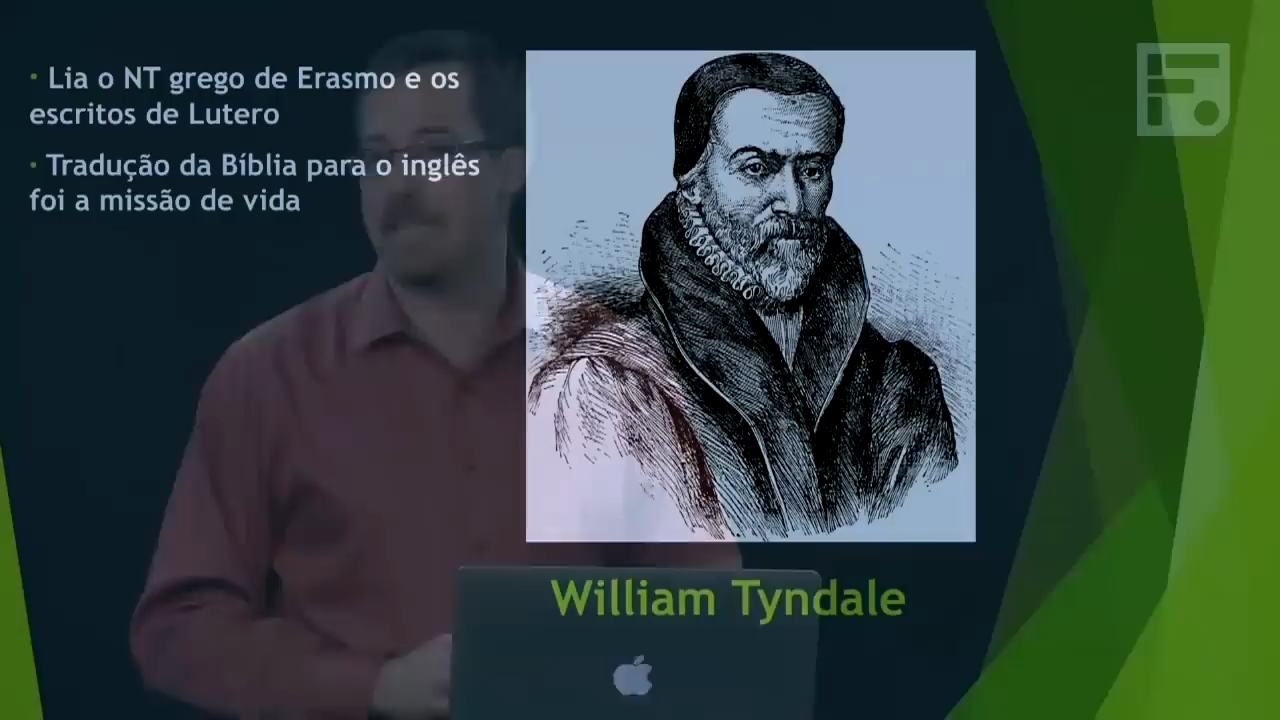 • Lia o NT grego de Erasmo e os
escritos de Lutero
• Tradução da Bíblia para o inglês
foi a missão de vida
William Tyndale